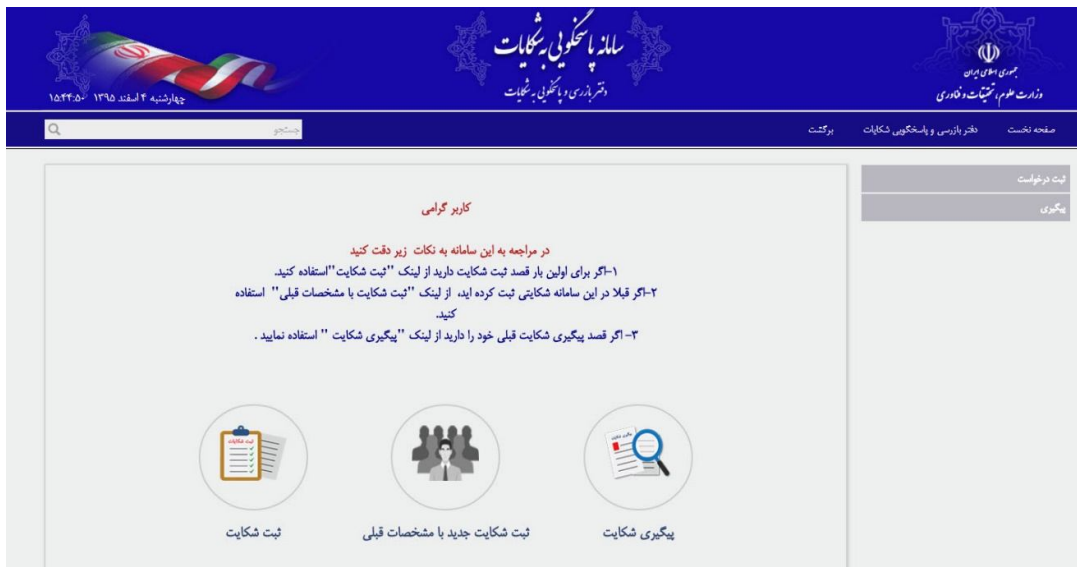 جمهوری اسلامی ایران
وزارت علوم، تحقیقات و فناوری
سامانه پاسخگویی به شکایات
دفتر بازرسی و پاسخگویی به شکایات
چهارشنبه ۴ اسفند ۱۳۹۵ ۱۵:۴۴:۵۰
صفحه نخست
دفتر بازرسی و پاسخگویی شکایات
برگشت
جستجو
ثبت درخواست
پیگیری
کاربر گرامی
در مراجعه به این سامانه به نکات زیر دقت کنید
۱-اگر برای اولین بار قصد ثبت شکایت دارید از لینک "ثبت شکایت"استفاده کنید.
۲-اگر قبلا در این سامانه شکایتی ثبت کرده اید، از لینک "ثبت شکایت با مشخصات قبلی" استفاده
کنید.
۳- اگر قصد پیگیری شکایت قبلی خود را دارید از لینک "پیگیری شکایت " استفاده نمایید .
ثبت شکایات
پیگیری شکایت
ثبت شکایت جدید با مشخصات قبلی
ثبت شکایت